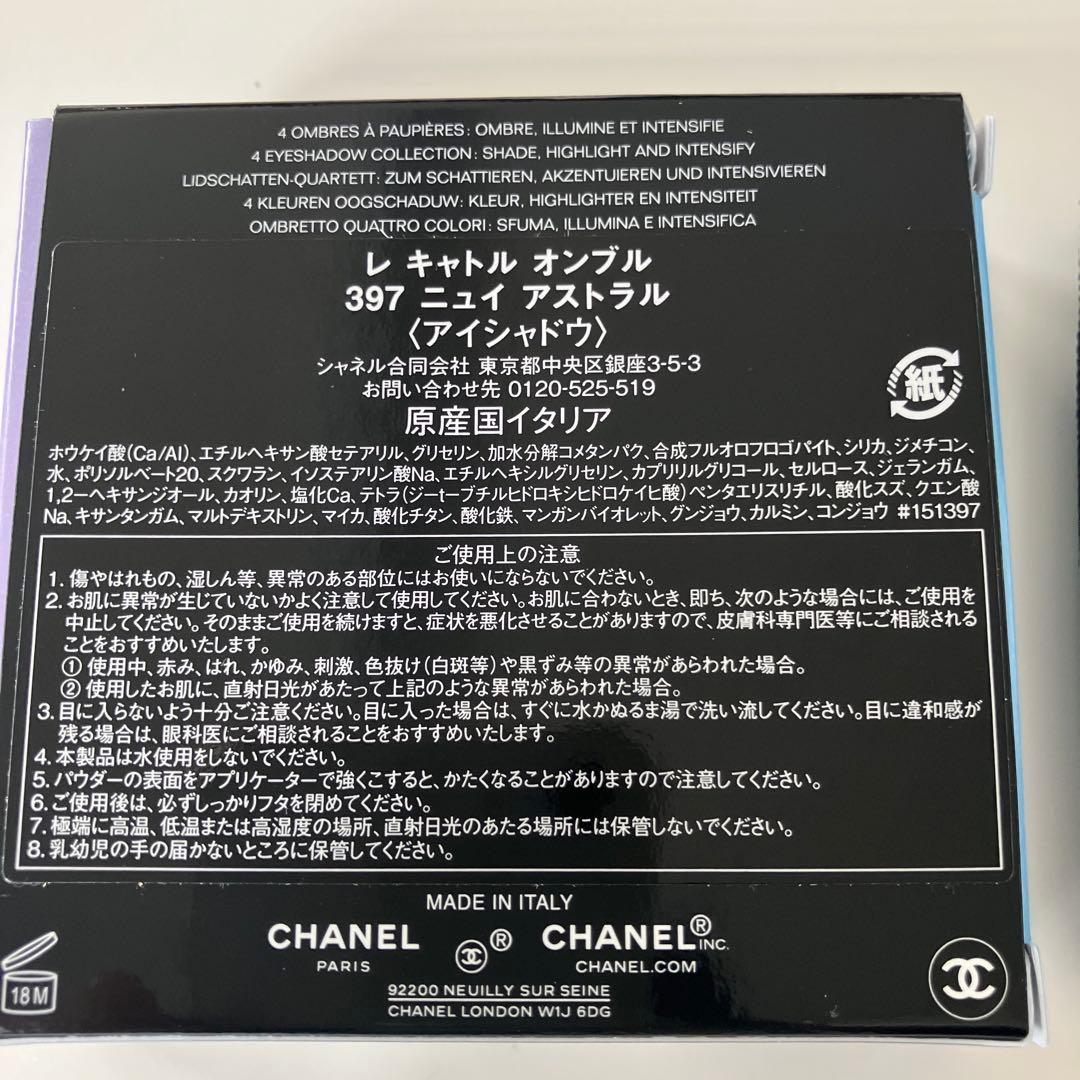 4 OMBRES À PAUPIÈRES: OMBRE, ILLUMINE ET INTENSIFIE
4 EYESHADOW COLLECTION: SHADE, HIGHLIGHT AND INTENSIFY
LIDSCHATTEN-QUARTETT: ZUM SCHATTIEREN, AKZENTUIEREN UND INTENSIVIEREN
4 KLEUREN OOGSCHADUW: KLEUR, HIGHLIGHTER EN INTENSITEIT
OMBRETTO QUATTRO COLORI: SFUMA, ILLUMINA E INTENSIFICA
レ キャトル オンブル
397 ニュイ アストラル
〈アイシャドウ〉
シャネル合同会社 東京都中央区銀座3-5-3
お問い合わせ先 0120-525-519
原産国イタリア
紙
ホウケイ酸(Ca/Al)、エチルヘキサン酸セテアリル、グリセリン、加水分解コメタンパク、合成フルオロフロゴパイト、シリカ、ジメチコン、
水、ポリソルベート20、スクワラン、イソステアリン酸Na、エチルヘキシルグリセリン、カプリリルグリコール、セルロース、ジェランガム、
1,2-ヘキサンジオール、カオリン、塩化Ca、テトラ(ジ-t-ブチルヒドロキシヒドロケイヒ酸)ペンタエリスリチル、酸化スズ、クエン酸
Na、キサンタンガム、マルトデキストリン、マイカ、酸化チタン、酸化鉄、マンガンバイオレット、グンジョウ、カルミン、コンジョウ #151397
ご使用上の注意
1. 傷やはれもの、湿しん等、異常のある部位にはお使いにならないでください。
2. お肌に異常が生じていないかよく注意して使用してください。お肌に合わないとき、即ち、次のような場合には、ご使用を
中止してください。そのままご使用を続けますと、症状を悪化させることがありますので、皮膚科専門医等にご相談される
ことをおすすめいたします。
① 使用中、赤み、はれ、かゆみ、刺激、色抜け(白斑等)や黒ずみ等の異常があらわれた場合。
② 使用したお肌に、直射日光があたって上記のような異常があらわれた場合。
3. 目に入らないよう十分ご注意ください。目に入った場合は、すぐに水かぬるま湯で洗い流してください。目に違和感が
残る場合は、眼科医にご相談されることをおすすめいたします。
4. 本製品は水使用をしないでください。
5. パウダーの表面をアプリケーターで強くこすると、かたくなることがありますので注意してください。
6. ご使用後は、必ずしっかりフタを閉めてください。
7. 極端に高温、低温または高湿度の場所、直射日光のあたる場所には保管しないでください。
8. 乳幼児の手の届かないところに保管してください。
MADE IN ITALY
CHANEL ® CHANEL® INC.
PARIS CHANEL.COM
92200 NEUILLY SUR SEINE
CHANEL LONDON W1J 6DG
18M